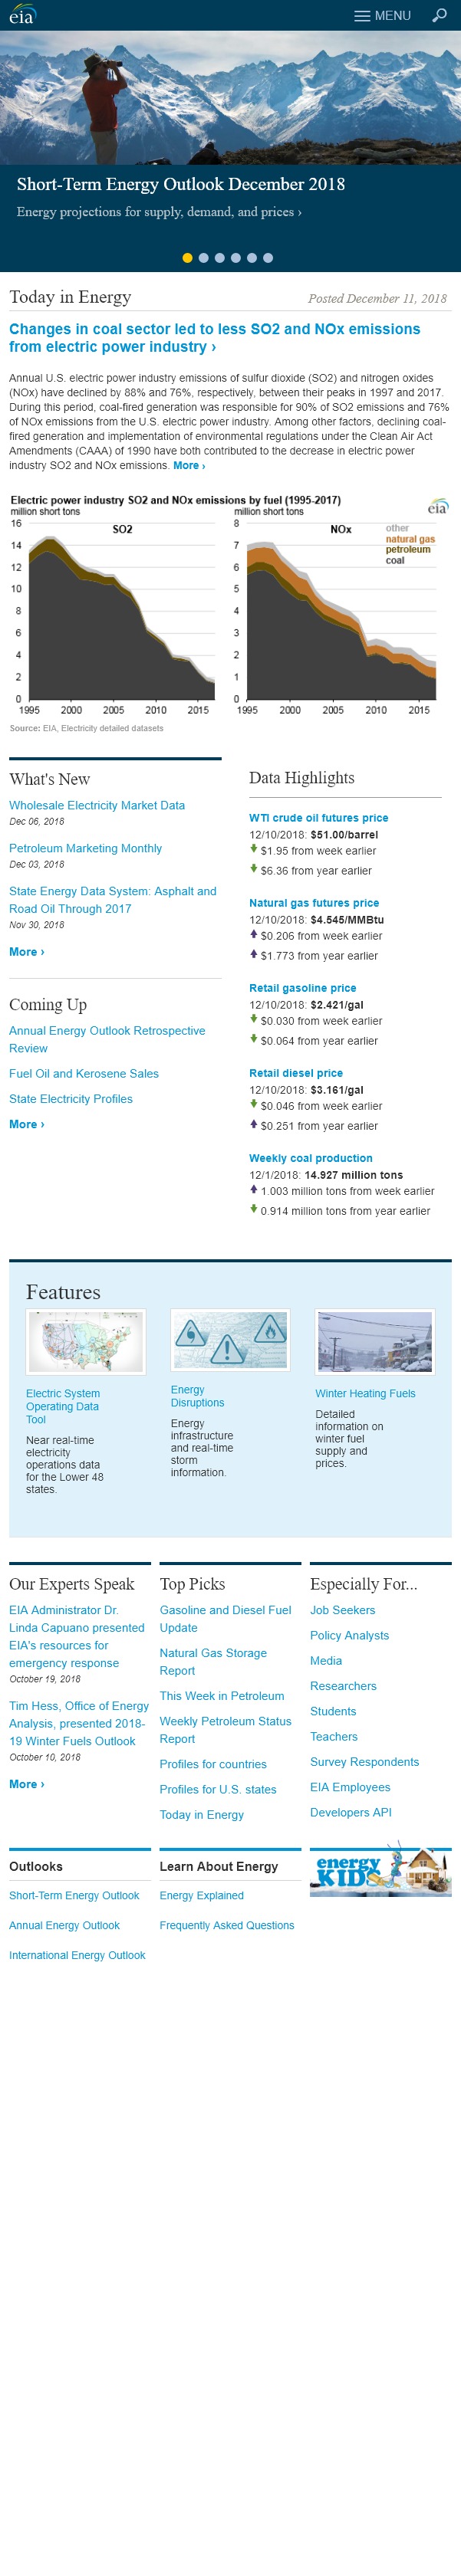 eia
MENU
Short-Term Energy Outlook December 2018
Energy projections for supply, demand, and prices ›
Today in Energy
Posted December 11, 2018
Changes in coal sector led to less SO2 and NOx emissions
from electric power industry ›
Annual U.S. electric power industry emissions of sulfur dioxide (SO2) and nitrogen oxides
(NOx) have declined by 88% and 76%, respectively, between their peaks in 1997 and 2017.
During this period, coal-fired generation was responsible for 90% of SO2 emissions and 76%
of NOx emissions from the U.S. electric power industry. Among other factors, declining coal-
fired generation and implementation of environmental regulations under the Clean Air Act
Amendments (CAAA) of 1990 have both contributed to the decrease in electric power
industry SO2 and NOx emissions. More ›
Electric power industry SO2 and NOx emissions by fuel (1995-2017)
million short tons
16
14
12
10
8
6
4
2
0
SO2
1995 2000 2005 2010 2015
million short tons
eia
8
7
6
5
4
3
2
1
0
NOx
other
natural gas
petroleum
coal
1995 2000 2005 2010 2015
Source: EIA, Electricity detailed datasets
What's New
Wholesale Electricity Market Data
Dec 06, 2018
Petroleum Marketing Monthly
Dec 03, 2018
State Energy Data System: Asphalt and
Road Oil Through 2017
Nov 30, 2018
More ›
Coming Up
Annual Energy Outlook Retrospective
Review
Fuel Oil and Kerosene Sales
State Electricity Profiles
More ›
Data Highlights
WTI crude oil futures price
12/10/2018: $51.00/barrel
$1.95 from week earlier
$6.36 from year earlier
Natural gas futures price
12/10/2018: $4.545/MMBtu
$0.206 from week earlier
$1.773 from year earlier
Retail gasoline price
12/10/2018: $2.421/gal
$0.030 from week earlier
$0.064 from year earlier
Retail diesel price
12/10/2018: $3.161/gal
$0.046 from week earlier
$0.251 from year earlier
Weekly coal production
12/1/2018: 14.927 million tons
1.003 million tons from week earlier
0.914 million tons from year earlier
Features
Electric System
Operating Data
Tool
Near real-time
electricity
operations data
for the Lower 48
states.
Energy
Disruptions
Energy
infrastructure
and real-time
storm
information.
Winter Heating Fuels
Detailed
information on
winter fuel
supply and
prices.
Our Experts Speak
EIA Administrator Dr.
Linda Capuano presented
EIA's resources for
emergency response
October 19, 2018
Tim Hess, Office of Energy
Analysis, presented 2018-
19 Winter Fuels Outlook
October 10, 2018
More ›
Top Picks
Gasoline and Diesel Fuel
Update
Natural Gas Storage
Report
This Week in Petroleum
Weekly Petroleum Status
Report
Profiles for countries
Profiles for U.S. states
Today in Energy
Especially For...
Job Seekers
Policy Analysts
Media
Researchers
Students
Teachers
Survey Respondents
EIA Employees
Developers API
Outlooks
Short-Term Energy Outlook
Annual Energy Outlook
International Energy Outlook
Learn About Energy
Energy Explained
Frequently Asked Questions
energy
KIDS